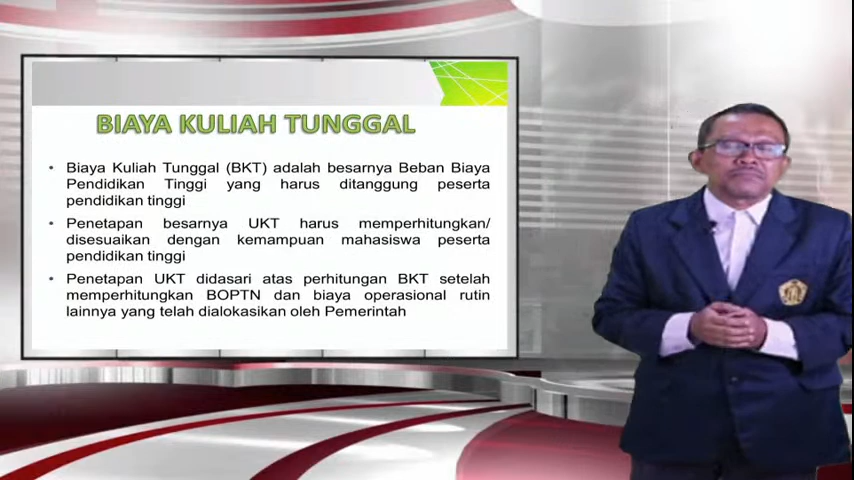 BIAYA KULIAH TUNGGAL
• Biaya Kuliah Tunggal (BKT) adalah besarnya Beban Biaya
Pendidikan Tinggi yang harus ditanggung peserta
pendidikan tinggi
• Penetapan besarnya UKT harus memperhitungkan/
disesuaikan dengan kemampuan mahasiswa peserta
pendidikan tinggi
• Penetapan UKT didasari atas perhitungan BKT setelah
memperhitungkan BOPTN dan biaya operasional rutin
lainnya yang telah dialokasikan oleh Pemerintah